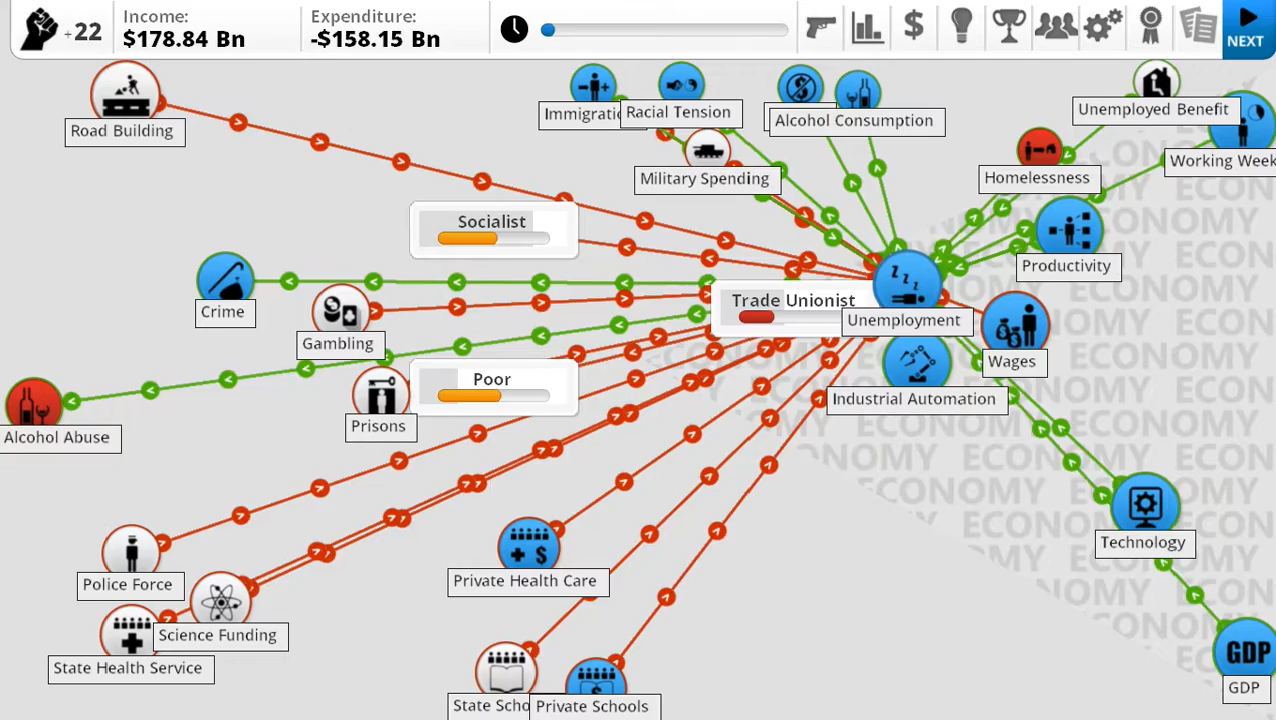 +22
Income:
$178.84 Bn
Expenditure:
-$158.15 Bn
$
NEXT
Road Building
Racial Tension
Alcohol Consumption
Unemployed Benefit
Military Spending
Homelessness
Working Week
Socialist
Productivity
Crime
Trade Unionist
Unemployment
Gambling
Wages
Poor
Industrial Automation
Prisons
Alcohol Abuse
Technology
Police Force
Private Health Care
Science Funding
State Health Service
State
Private Schools
GDP
GDP
ECONOMY ECONOMY